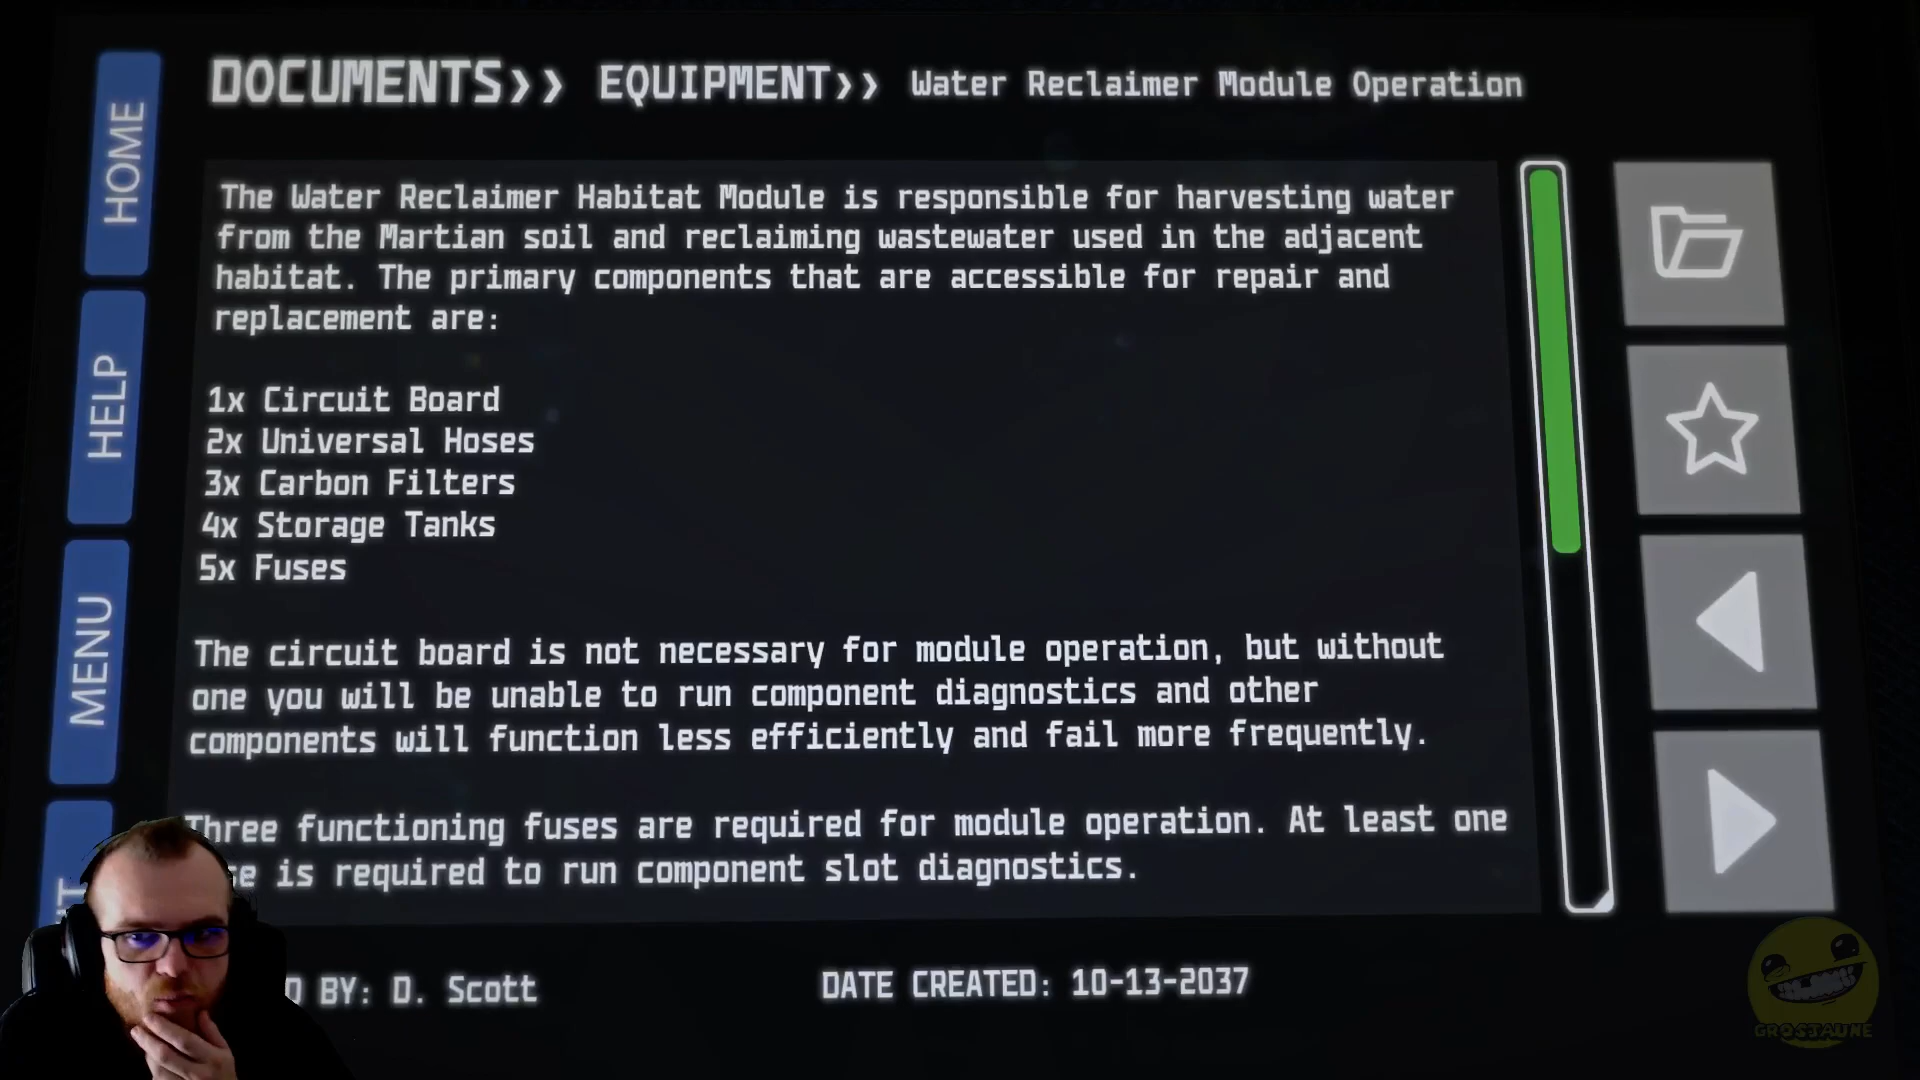 DOCUMENTS>> EQUIPMENT>> Water Reclaimer Module Operation
HOME
HELP
MENU
The Water Reclaimer Habitat Module is responsible for harvesting water
from the Martian soil and reclaiming wastewater used in the adjacent
habitat. The primary components that are accessible for repair and
replacement are:
1x Circuit Board
2x Universal Hoses
3x Carbon Filters
4x Storage Tanks
5x Fuses
The circuit board is not necessary for module operation, but without
one you will be unable to run component diagnostics and other
components will function less efficiently and fail more frequently.
Three functioning fuses are required for module operation. At least one
is required to run component slot diagnostics.
BY: D. Scott
DATE CREATED: 10-13-2037
GROSJAUNE